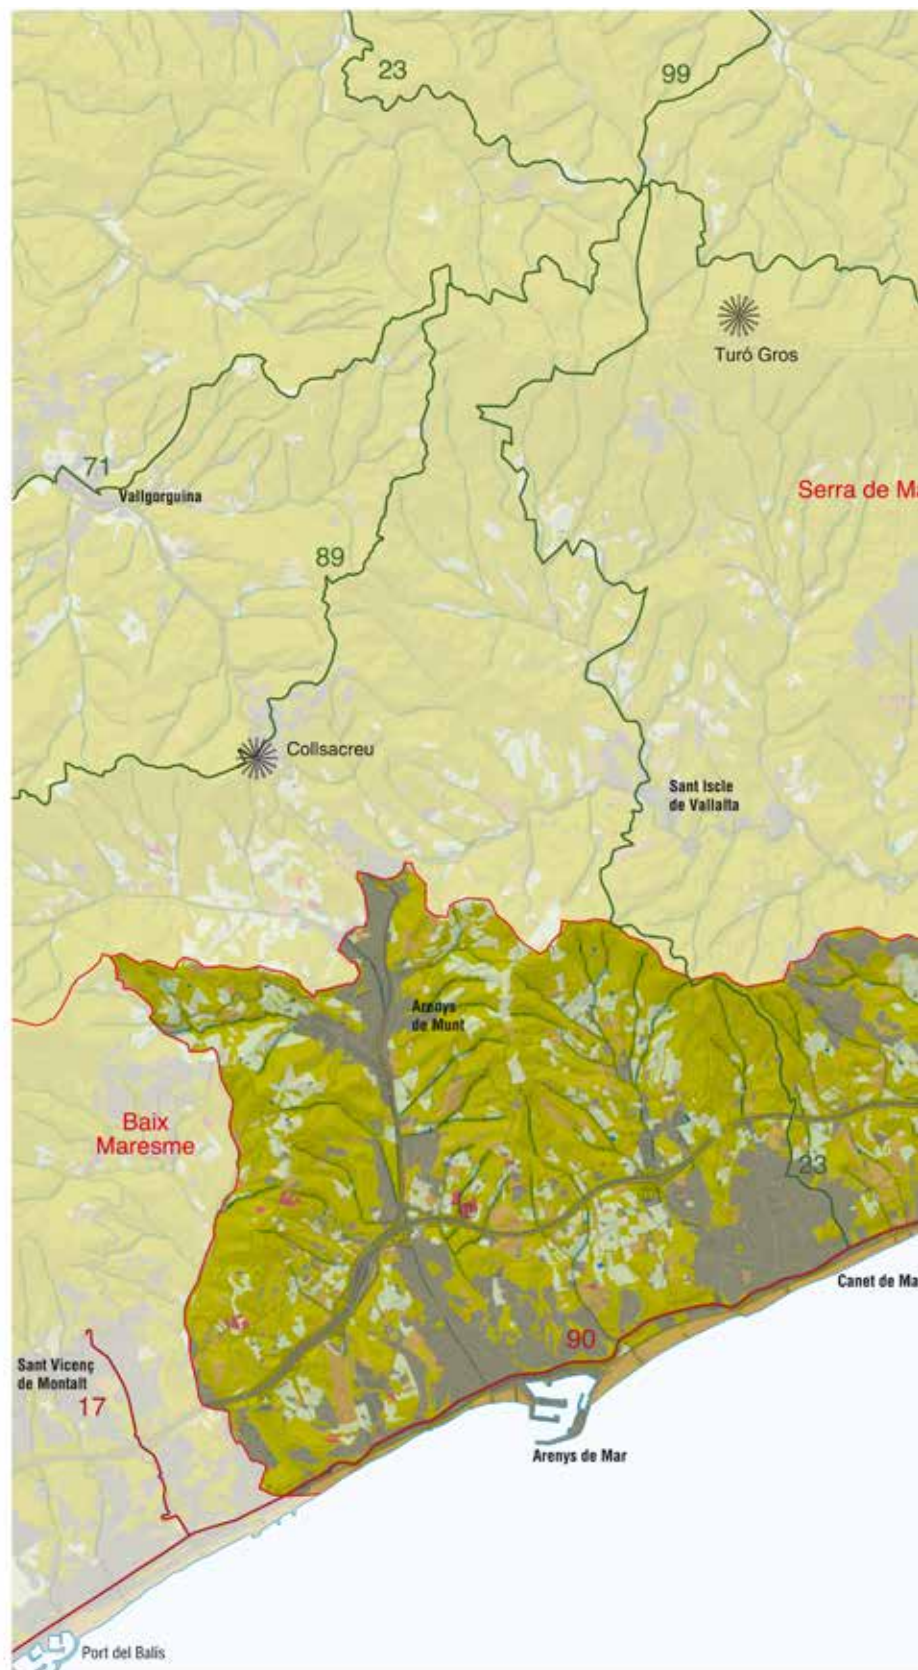 23
99
Turó Gros
71
Vallgorguina
Serra de Ma
89
Collsacreu
Sant Iscle
de Vallalta
Arenys
de Munt
Baix
Maresme
23
Canet de Ma
90
Sant Vicenç
de Montalt
17
Arenys de Mar
Port del Balís